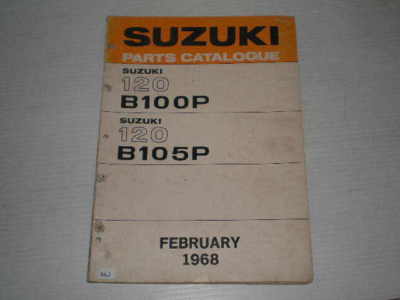 SUZUKI
PARTS CATALOGUE
SUZUKI
120
B100P
SUZUKI
120
B105P
FEBRUARY
1968